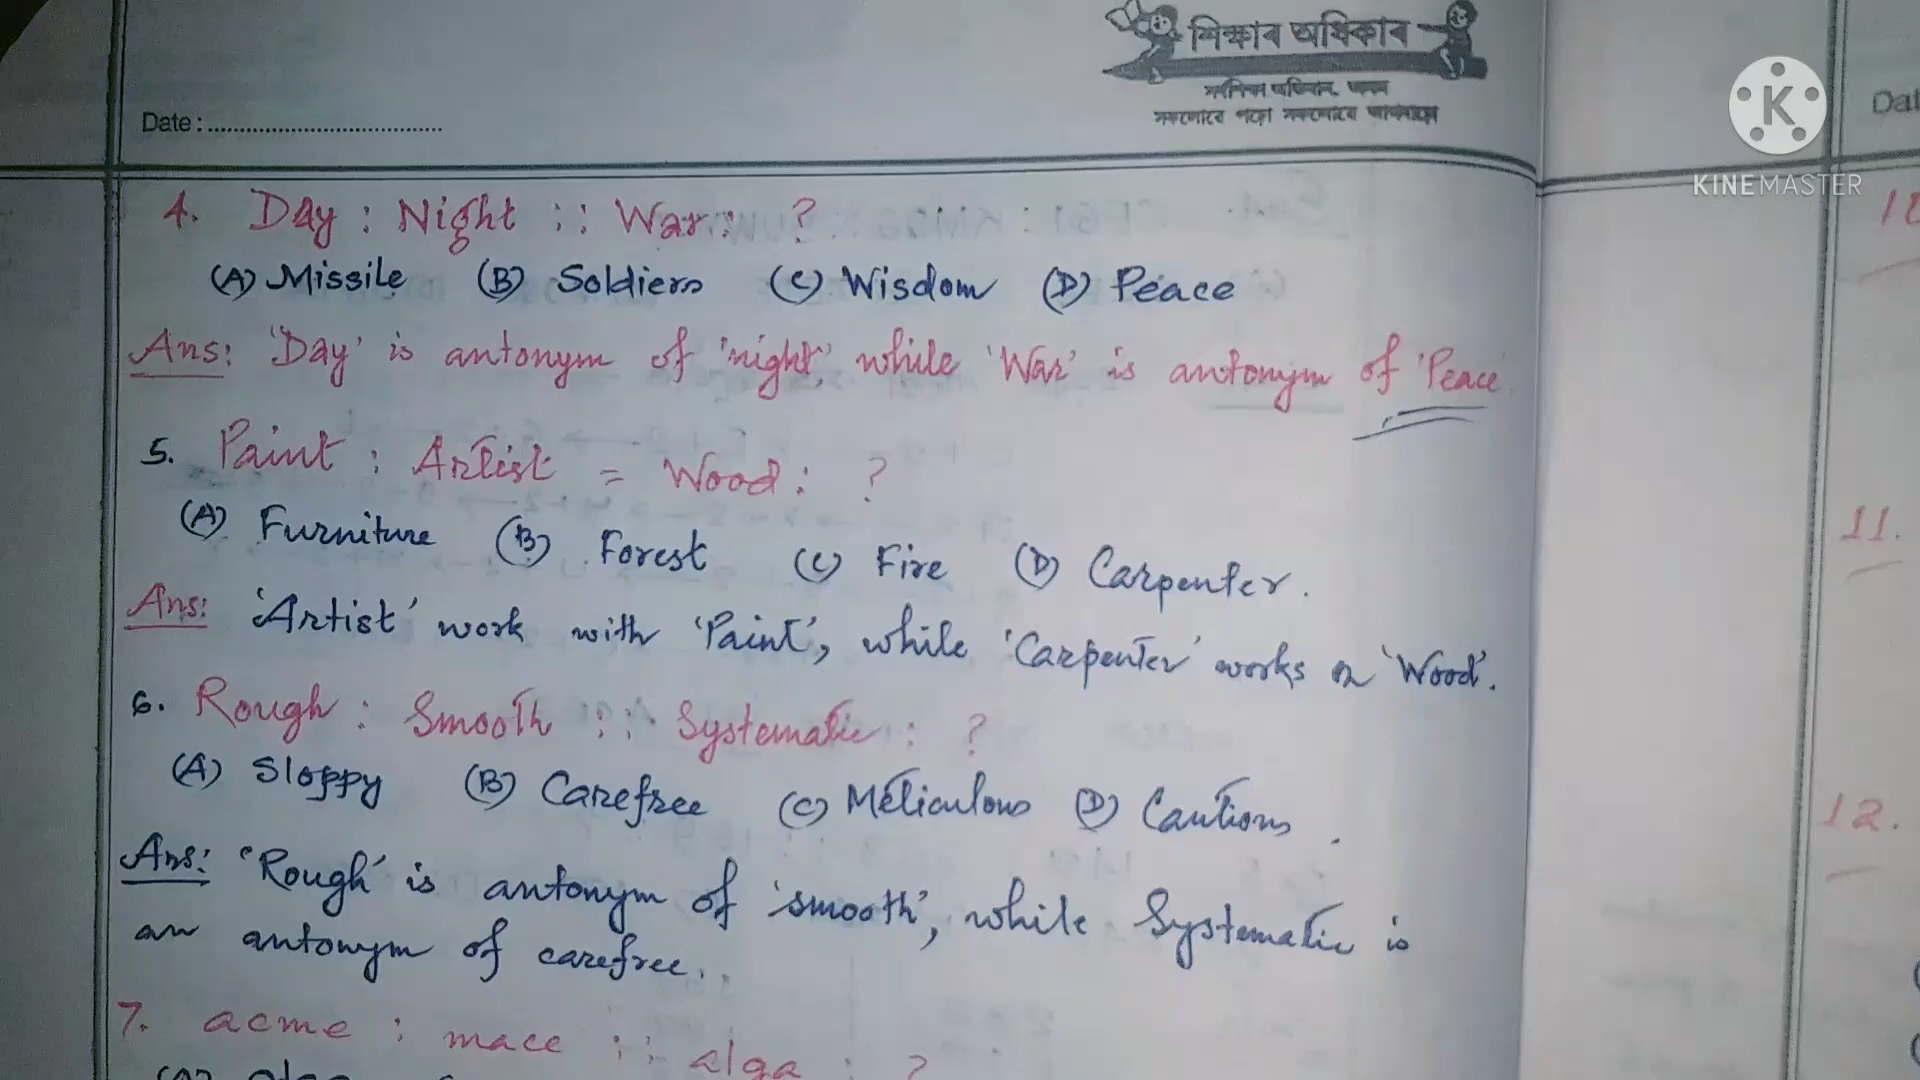 শিক্ষাৰ অধিকাৰ
Date :
Dat
KINEMASTER
4. Day : Night :: War : ?
(A) Missile (B) Soldiers (C) Wisdom (D) Peace
Ans: 'Day' is antonym of 'night', while 'War' is antonym of 'Peace
5. Paint : Artist = Wood : ?
(A) Furniture (B) Forest (C) Fire (D) Carpenter.
Ans: 'Artist' work with 'Paint', while 'Carpenter' works on 'Wood'.
6. Rough : Smooth :: Systematic : ?
(A) Sloppy (B) Carefree (C) Meticulous (D) Cautious.
Ans: 'Rough' is antonym of 'smooth', while Systematic is
an antonym of carefree.
7. acme : mace :: alga : ?
11.
12.